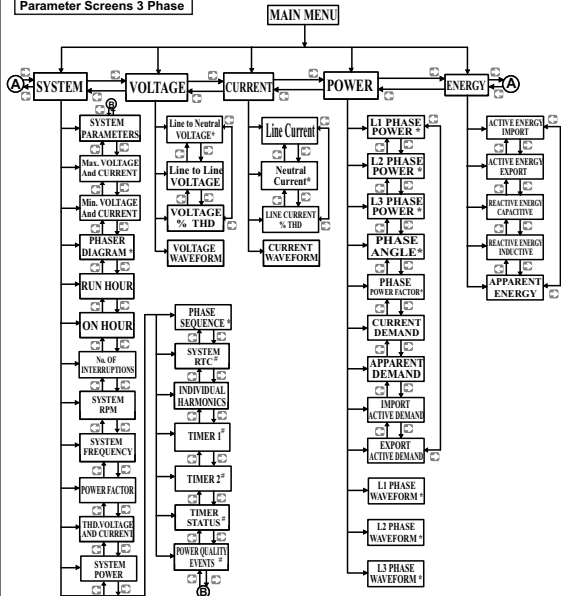 Parameter Screens 3 Phase
MAIN MENU
A
SYSTEM
VOLTAGE
CURRENT
POWER
ENERGY
A
B
SYSTEM
PARAMETERS
Max. VOLTAGE
And CURRENT
Min. VOLTAGE
And CURRENT
PHASER
DIAGRAM *
RUN HOUR
ON HOUR
No. OF
INTERRUPTIONS
SYSTEM
RPM
SYSTEM
FREQUENCY
POWER FACTOR
THD.VOLTAGE
AND CURRENT
SYSTEM
POWER
Line to Neutral
VOLTAGE*
Line to Line
VOLTAGE
VOLTAGE
% THD
VOLTAGE
WAVEFORM
PHASE
SEQUENCE*
SYSTEM
RTC#
INDIVIDUAL
HARMONICS
TIMER 1#
TIMER 2#
TIMER
STATUS#
POWER QUALITY
EVENTS #
B
Line Current
Neutral
Current*
LINE CURRENT
% THD
CURRENT
WAVEFORM
L1 PHASE
POWER *
L2 PHASE
POWER *
L3 PHASE
POWER *
PHASE
ANGLE*
PHASE
POWER FACTOR*
CURRENT
DEMAND
APPARENT
DEMAND
IMPORT
ACTIVE DEMAND
EXPORT
ACTIVE DEMAND
L1 PHASE
WAVEFORM *
L2 PHASE
WAVEFORM *
L3 PHASE
WAVEFORM *
ACTIVE ENERGY
IMPORT
ACTIVE ENERGY
EXPORT
REACTIVE ENERGY
CAPACITIVE
REACTIVE ENERGY
INDUCTIVE
APPARENT
ENERGY